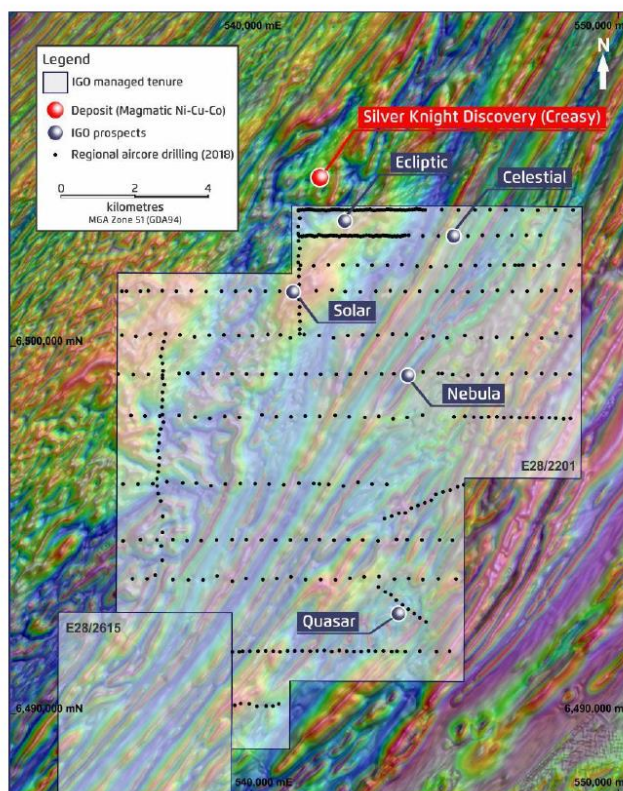 540,000 mE
550,000 mE
N
Legend
IGO managed tenure
Deposit (Magmatic Ni-Cu-Co)
IGO prospects
Regional aircore drilling (2018)
0 2 4
kilometres
MGA Zone 51 (GDA94)
Silver Knight Discovery (Creasy)
Ecliptic
Celestial
Solar
6,500,000 mN
Nebula
E28/2201
Quasar
E28/2615
6,490,000 mN
6,490,000 mN
540,000 mE
550,000 mE